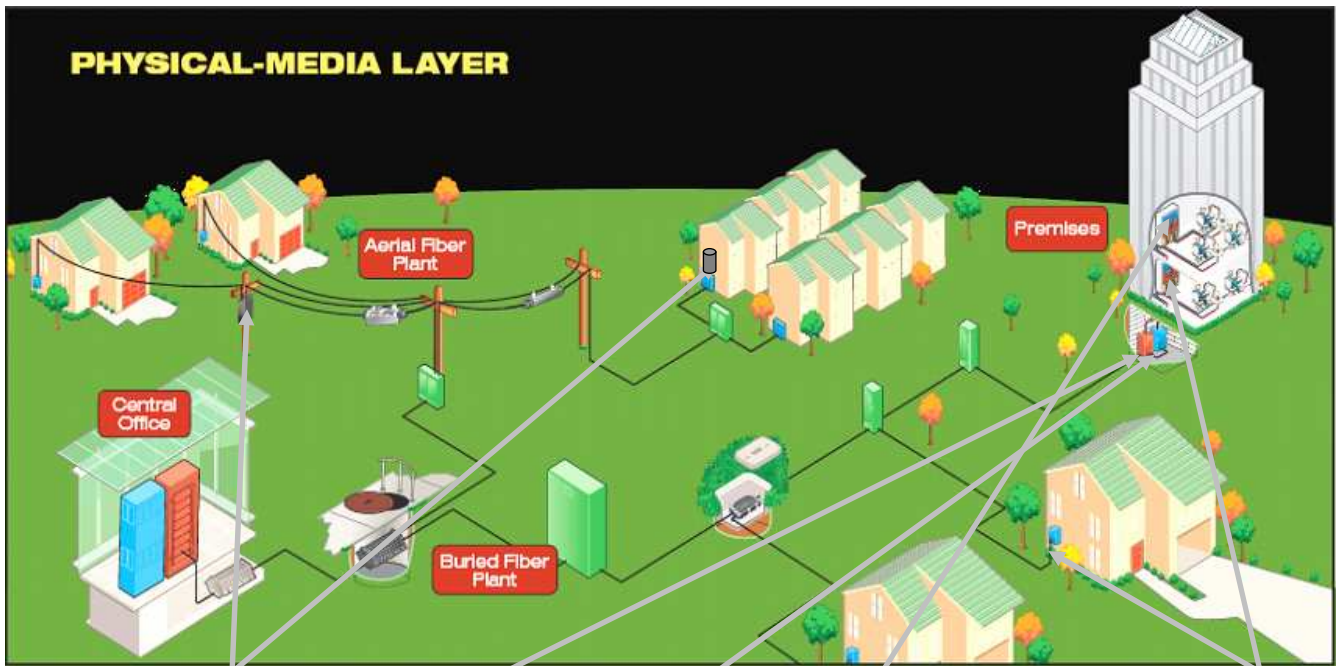 PHYSICAL-MEDIA LAYER
Aerial Fiber
Plant
Premises
Central
Office
Buried Fiber
Plant